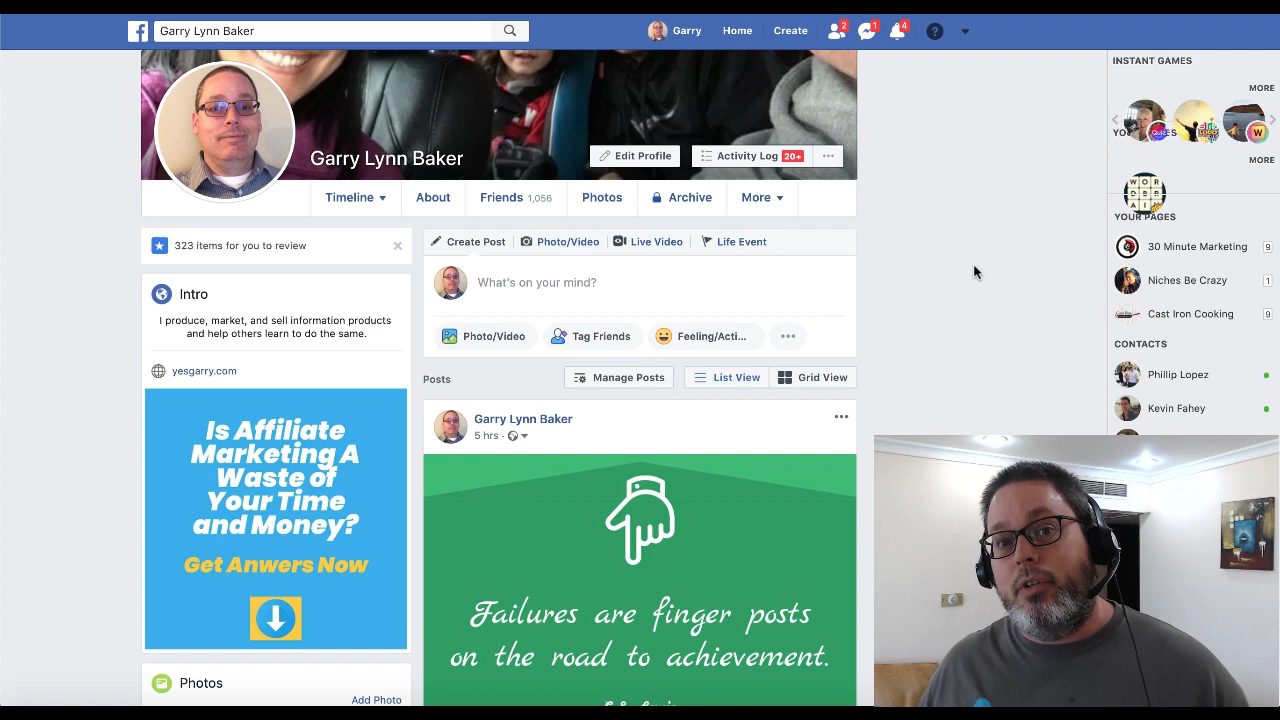 Garry Lynn Baker
Garry
Home
Create
2
1
4
Garry Lynn Baker
Edit Profile
Activity Log 20+
Timeline
About
Friends 1,056
Photos
Archive
More
323 items for you to review
Intro
I produce, market, and sell information products
and help others learn to do the same.
yesgarry.com
Is Affiliate
Marketing A
Waste of
Your Time
and Money?
Get Anwers Now
Photos
Add Photo
Create Post
Photo/Video
Live Video
Life Event
What's on your mind?
Photo/Video
Tag Friends
Feeling/Acti...
Posts
Manage Posts
List View
Grid View
Garry Lynn Baker
5 hrs
Failures are finger posts
on the road to achievement.
INSTANT GAMES
MORE
MORE
YOUR PAGES
30 Minute Marketing 9
Niches Be Crazy 1
Cast Iron Cooking 9
CONTACTS
Phillip Lopez
Kevin Fahey